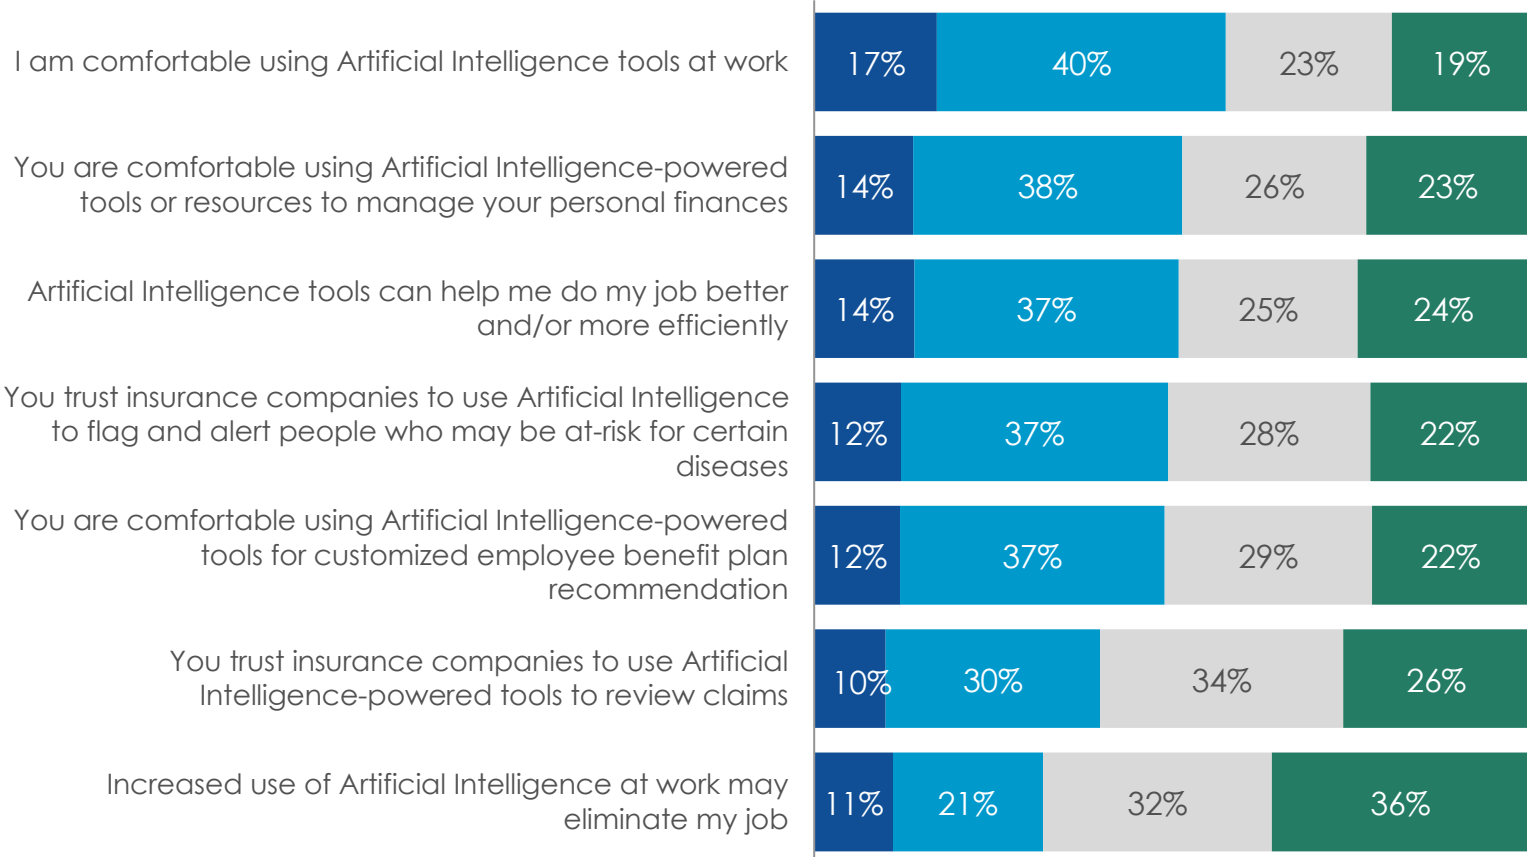 I am comfortable using Artificial Intelligence tools at work
17% 40% 23% 19%
You are comfortable using Artificial Intelligence-powered
tools or resources to manage your personal finances
14% 38% 26% 23%
Artificial Intelligence tools can help me do my job better
and/or more efficiently
14% 37% 25% 24%
You trust insurance companies to use Artificial Intelligence
to flag and alert people who may be at-risk for certain
diseases
12% 37% 28% 22%
You are comfortable using Artificial Intelligence-powered
tools for customized employee benefit plan
recommendation
12% 37% 29% 22%
You trust insurance companies to use Artificial
Intelligence-powered tools to review claims
10% 30% 34% 26%
Increased use of Artificial Intelligence at work may
eliminate my job
11% 21% 32% 36%